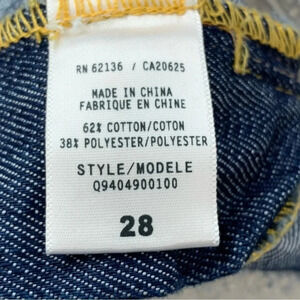 RN 62136 / CA20625
MADE IN CHINA
FABRIQUE EN CHINE
62% COTTON/COTON
38% POLYESTER/POLYESTER
STYLE/MODELE
Q9404900100
28